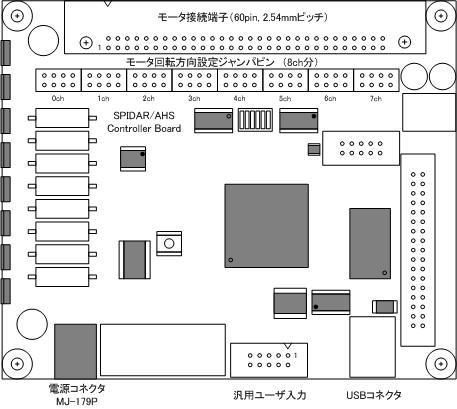 モータ接続端子(60pin, 2.54mmピッチ)
1
モータ回転方向設定ジャンパピン (8ch分)
0ch 1ch 2ch 3ch 4ch 5ch 6ch 7ch
SPIDAR/AHS
Controller Board
1
電源コネクタ
MJ-179P
汎用ユーザ入力
USBコネクタ